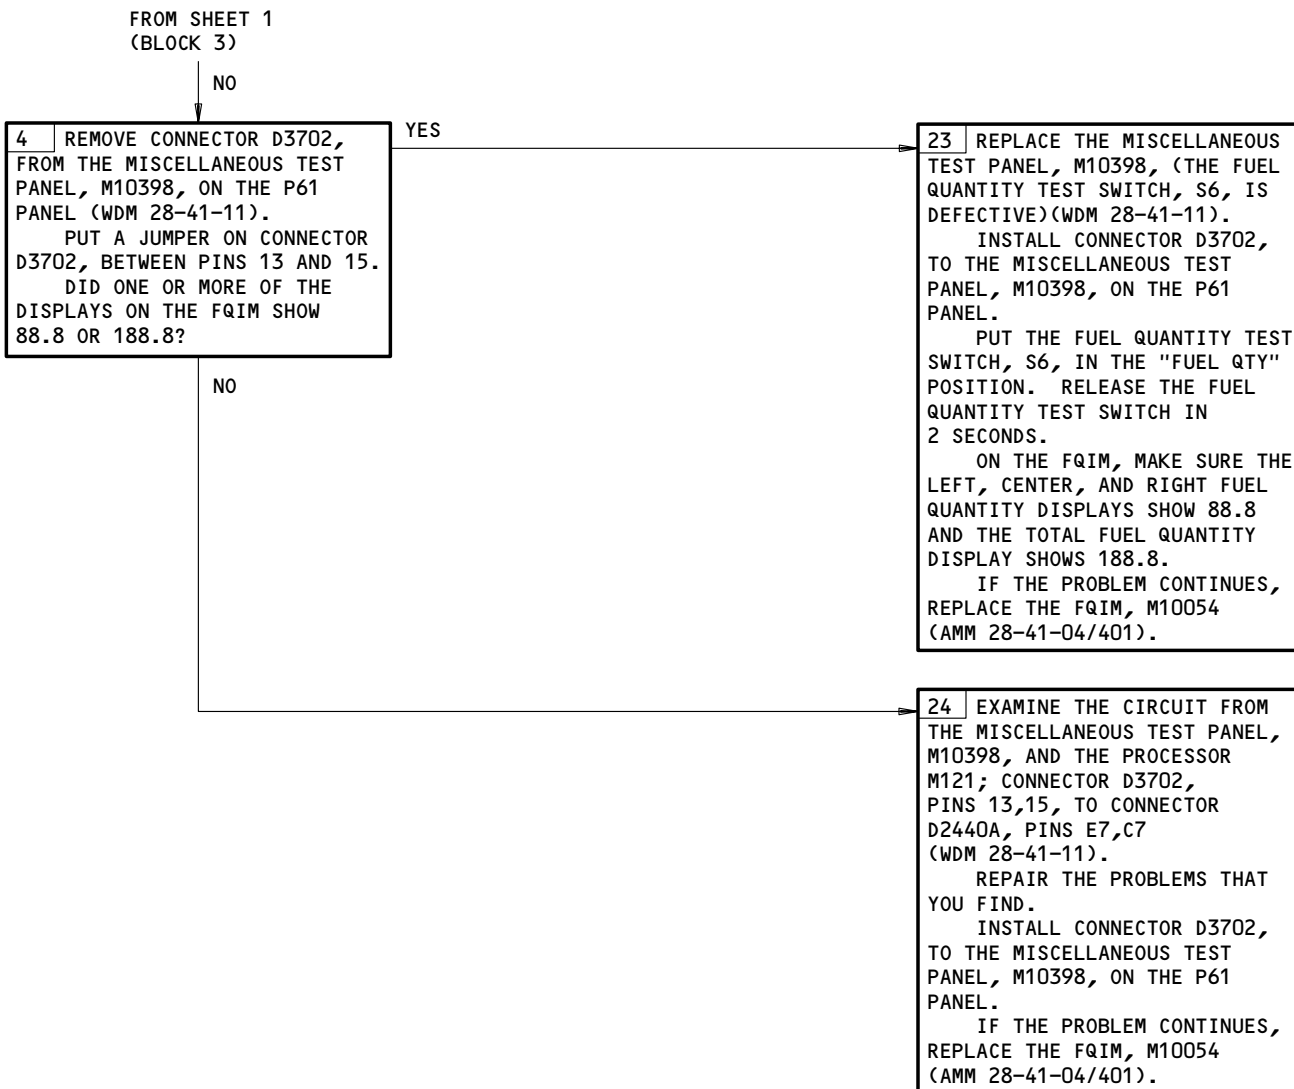 FROM SHEET 1
(BLOCK 3)
NO
4 REMOVE CONNECTOR D3702,
FROM THE MISCELLANEOUS TEST
PANEL, M10398, ON THE P61
PANEL (WDM 28-41-11).
PUT A JUMPER ON CONNECTOR
D3702, BETWEEN PINS 13 AND 15.
DID ONE OR MORE OF THE
DISPLAYS ON THE FQIM SHOW
88.8 OR 188.8?
YES
NO
23 REPLACE THE MISCELLANEOUS
TEST PANEL, M10398, (THE FUEL
QUANTITY TEST SWITCH, S6, IS
DEFECTIVE)(WDM 28-41-11).
INSTALL CONNECTOR D3702,
TO THE MISCELLANEOUS TEST
PANEL, M10398, ON THE P61
PANEL.
PUT THE FUEL QUANTITY TEST
SWITCH, S6, IN THE "FUEL QTY"
POSITION. RELEASE THE FUEL
QUANTITY TEST SWITCH IN
2 SECONDS.
ON THE FQIM, MAKE SURE THE
LEFT, CENTER, AND RIGHT FUEL
QUANTITY DISPLAYS SHOW 88.8
AND THE TOTAL FUEL QUANTITY
DISPLAY SHOWS 188.8.
IF THE PROBLEM CONTINUES,
REPLACE THE FQIM, M10054
(AMM 28-41-04/401).
24 EXAMINE THE CIRCUIT FROM
THE MISCELLANEOUS TEST PANEL,
M10398, AND THE PROCESSOR
M121; CONNECTOR D3702,
PINS 13,15, TO CONNECTOR
D2440A, PINS E7,C7
(WDM 28-41-11).
REPAIR THE PROBLEMS THAT
YOU FIND.
INSTALL CONNECTOR D3702,
TO THE MISCELLANEOUS TEST
PANEL, M10398, ON THE P61
PANEL.
IF THE PROBLEM CONTINUES,
REPLACE THE FQIM, M10054
(AMM 28-41-04/401).